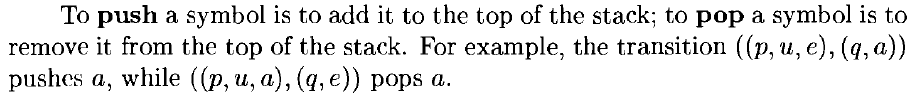 To push a symbol is to add it to the top of the stack; to pop a symbol is to
remove it from the top of the stack. For example, the transition ((p, u, e), (q, a))
pushes a, while ((p, u, a), (q, e)) pops a.